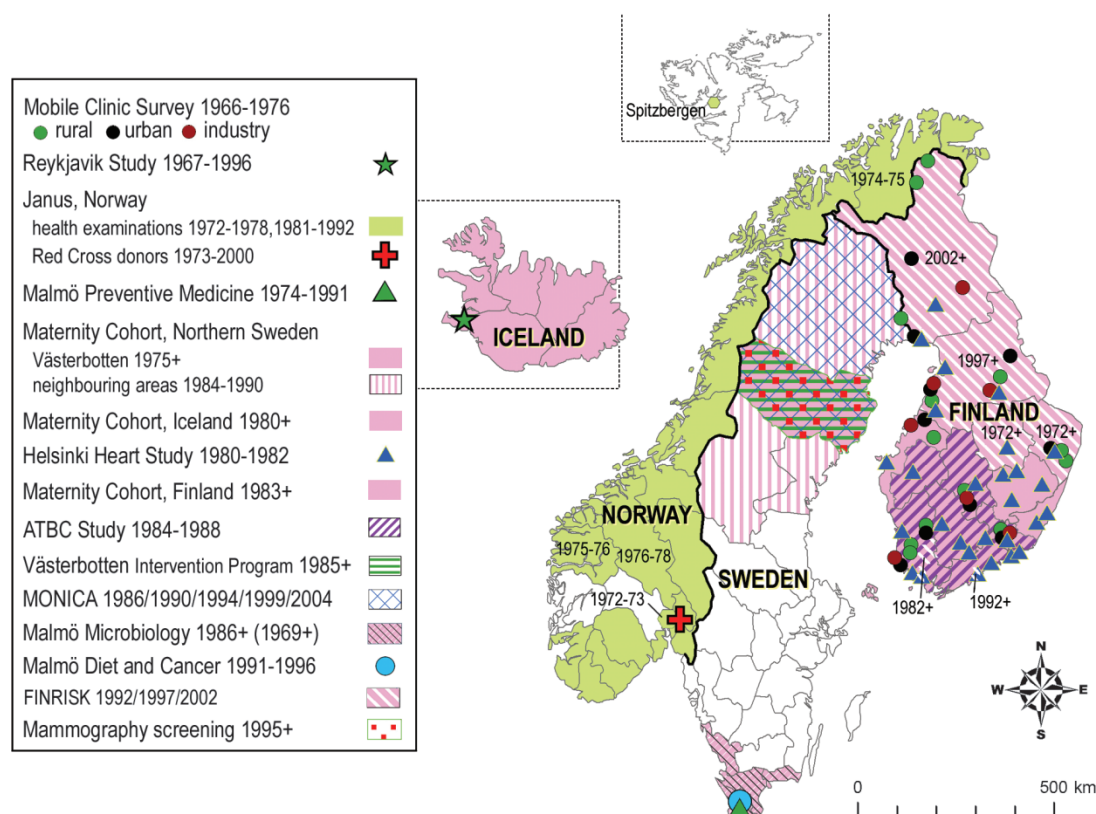 Mobile Clinic Survey 1966-1976
rural urban industry
Reykjavik Study 1967-1996
Janus, Norway
health examinations 1972-1978,1981-1992
Red Cross donors 1973-2000
Malmö Preventive Medicine 1974-1991
Maternity Cohort, Northern Sweden
Västerbotten 1975+
neighbouring areas 1984-1990
Maternity Cohort, Iceland 1980+
Helsinki Heart Study 1980-1982
Maternity Cohort, Finland 1983+
ATBC Study 1984-1988
Västerbotten Intervention Program 1985+
MONICA 1986/1990/1994/1999/2004
Malmö Microbiology 1986+ (1969+)
Malmö Diet and Cancer 1991-1996
FINRISK 1992/1997/2002
Mammography screening 1995+
Spitzbergen
ICELAND
1974-75
2002+
1997+
FINLAND
1972+
1972+
NORWAY
1975-76
1976-78
1972-73
SWEDEN
1982+
1992+
N
W E
S
0 500 km